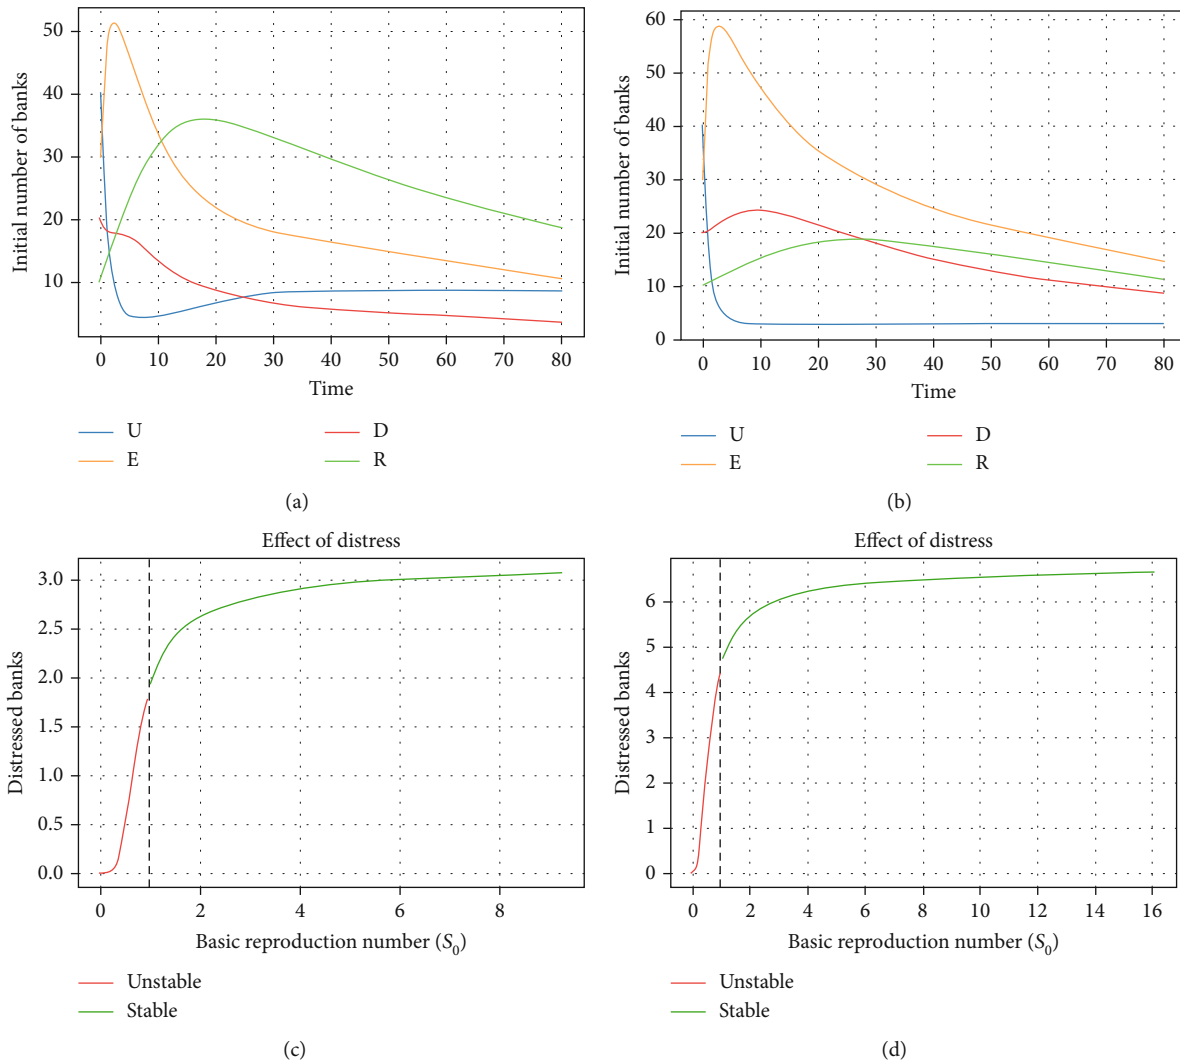 50
40
30
20
10
Initial number of banks
0 10 20 30 40 50 60 70 80
Time
U D
E R
(a)
60
50
40
30
20
10
0
Initial number of banks
0 10 20 30 40 50 60 70 80
Time
U D
E R
(b)
Effect of distress
3.0
2.5
2.0
1.5
1.0
0.5
0.0
Distressed banks
0 2 4 6 8
Basic reproduction number (S0)
Unstable
Stable
(c)
Effect of distress
6
5
4
3
2
1
0
Distressed banks
0 2 4 6 8 10 12 14 16
Basic reproduction number (S0)
Unstable
Stable
(d)